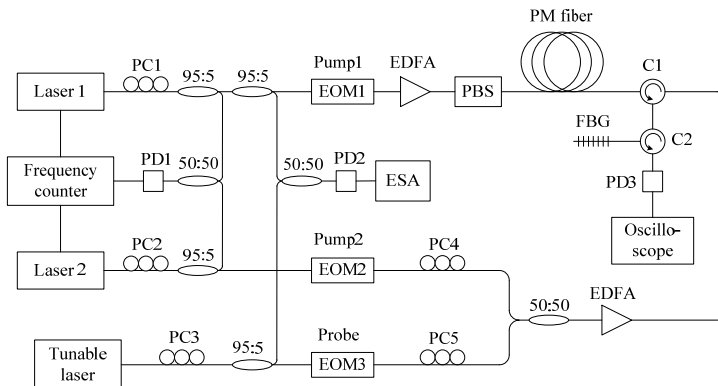 PM fiber
Pump1
EDFA
PC1
95:5
95:5
C1
Laser 1
EOM1
PBS
FBG
C2
Frequency
counter
PD1
50:50
50:50
PD2
ESA
PD3
Oscillo-
scope
PC2
95:5
Pump2
PC4
Laser 2
EOM2
50:50
EDFA
PC3
95:5
Probe
PC5
Tunable
laser
EOM3